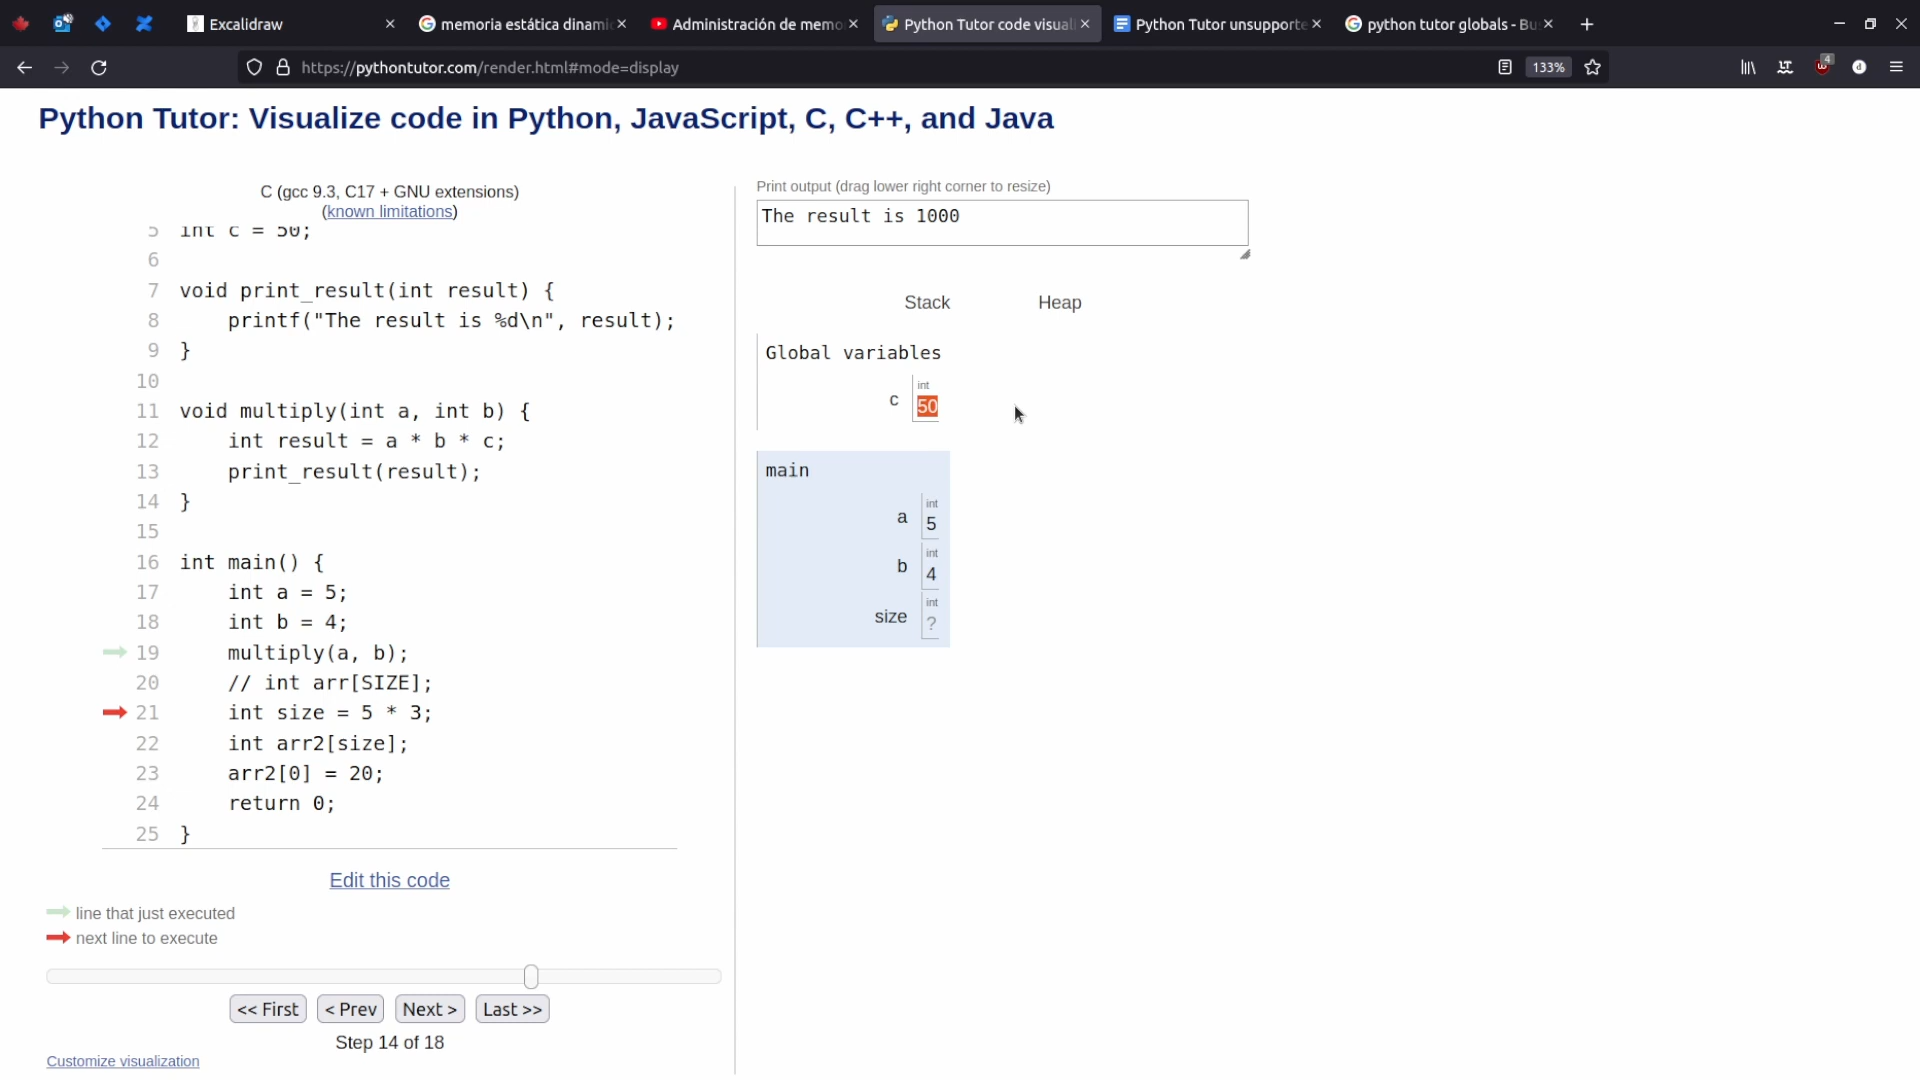 Excalidraw
memoria estática dinami
Administración de memo
Python Tutor code visual
Python Tutor unsupporte
python tutor globals - Bu
https://pythontutor.com/render.html#mode=display
133%
4
Python Tutor: Visualize code in Python, JavaScript, C, C++, and Java
C (gcc 9.3, C17 + GNU extensions)
(known limitations)
5 int c = 50;
6
7 void print_result(int result) {
8 printf("The result is %d\n", result);
9 }
10
11 void multiply(int a, int b) {
12 int result = a * b * c;
13 print_result(result);
14 }
15
16 int main() {
17 int a = 5;
18 int b = 4;
19 multiply(a, b);
20 // int arr[SIZE];
21 int size = 5 * 3;
22 int arr2[size];
23 arr2[0] = 20;
24 return 0;
25 }
Edit this code
line that just executed
next line to execute
<< First
< Prev
Next >
Last >>
Step 14 of 18
Customize visualization
Print output (drag lower right corner to resize)
The result is 1000
Stack Heap
Global variables
int
c 50
main
int
a 5
int
b 4
int
size ?